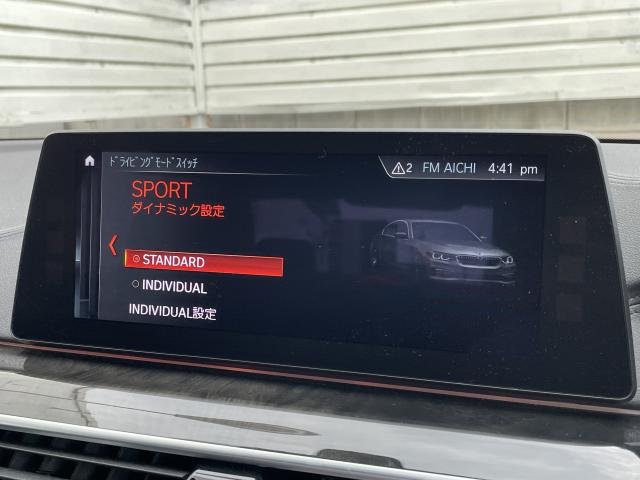 ﾄﾞﾗｲﾋﾞﾝｸﾞﾓｰﾄﾞｽｲｯﾁ
2 FM AICHI 4:41 pm
SPORT
ダイナミック設定
STANDARD
INDIVIDUAL
INDIVIDUAL設定